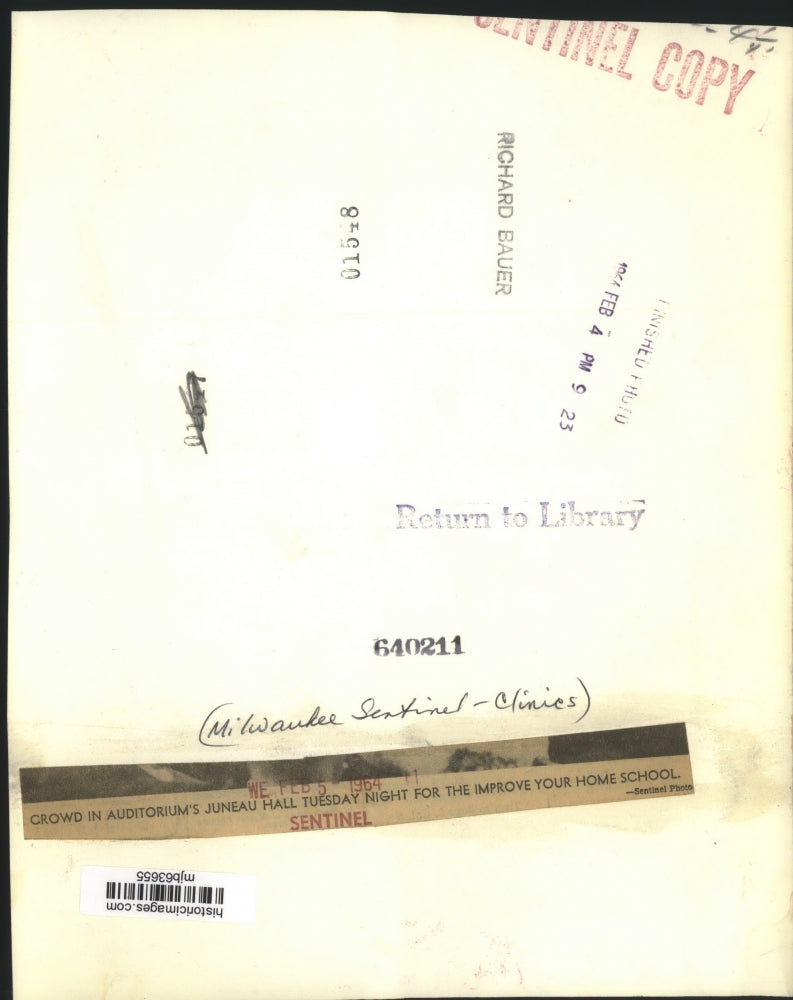 SENTINEL COPY
RICHARD BAUER
01548
FINISHED PHOTO
1964 FEB 4 PM 9 23
Return to Library
640211
(Milwaukee Sentinel - Clinics)
WE FEB 5 1964
CROWD IN AUDITORIUM'S JUNEAU HALL TUESDAY NIGHT FOR THE IMPROVE YOUR HOME SCHOOL.
—Sentinel Photo
SENTINEL
historicimages.com
mjb63655